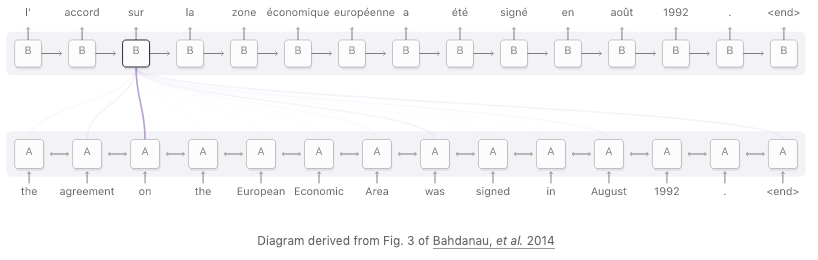 l' accord sur la zone économique européenne a été signé en août 1992 . <end>
B B B B B B B B B B B B B B B
A A A A A A A A A A A A A A
the agreement on the European Economic Area was signed in August 1992 . <end>
Diagram derived from Fig. 3 of Bahdanau, et al. 2014